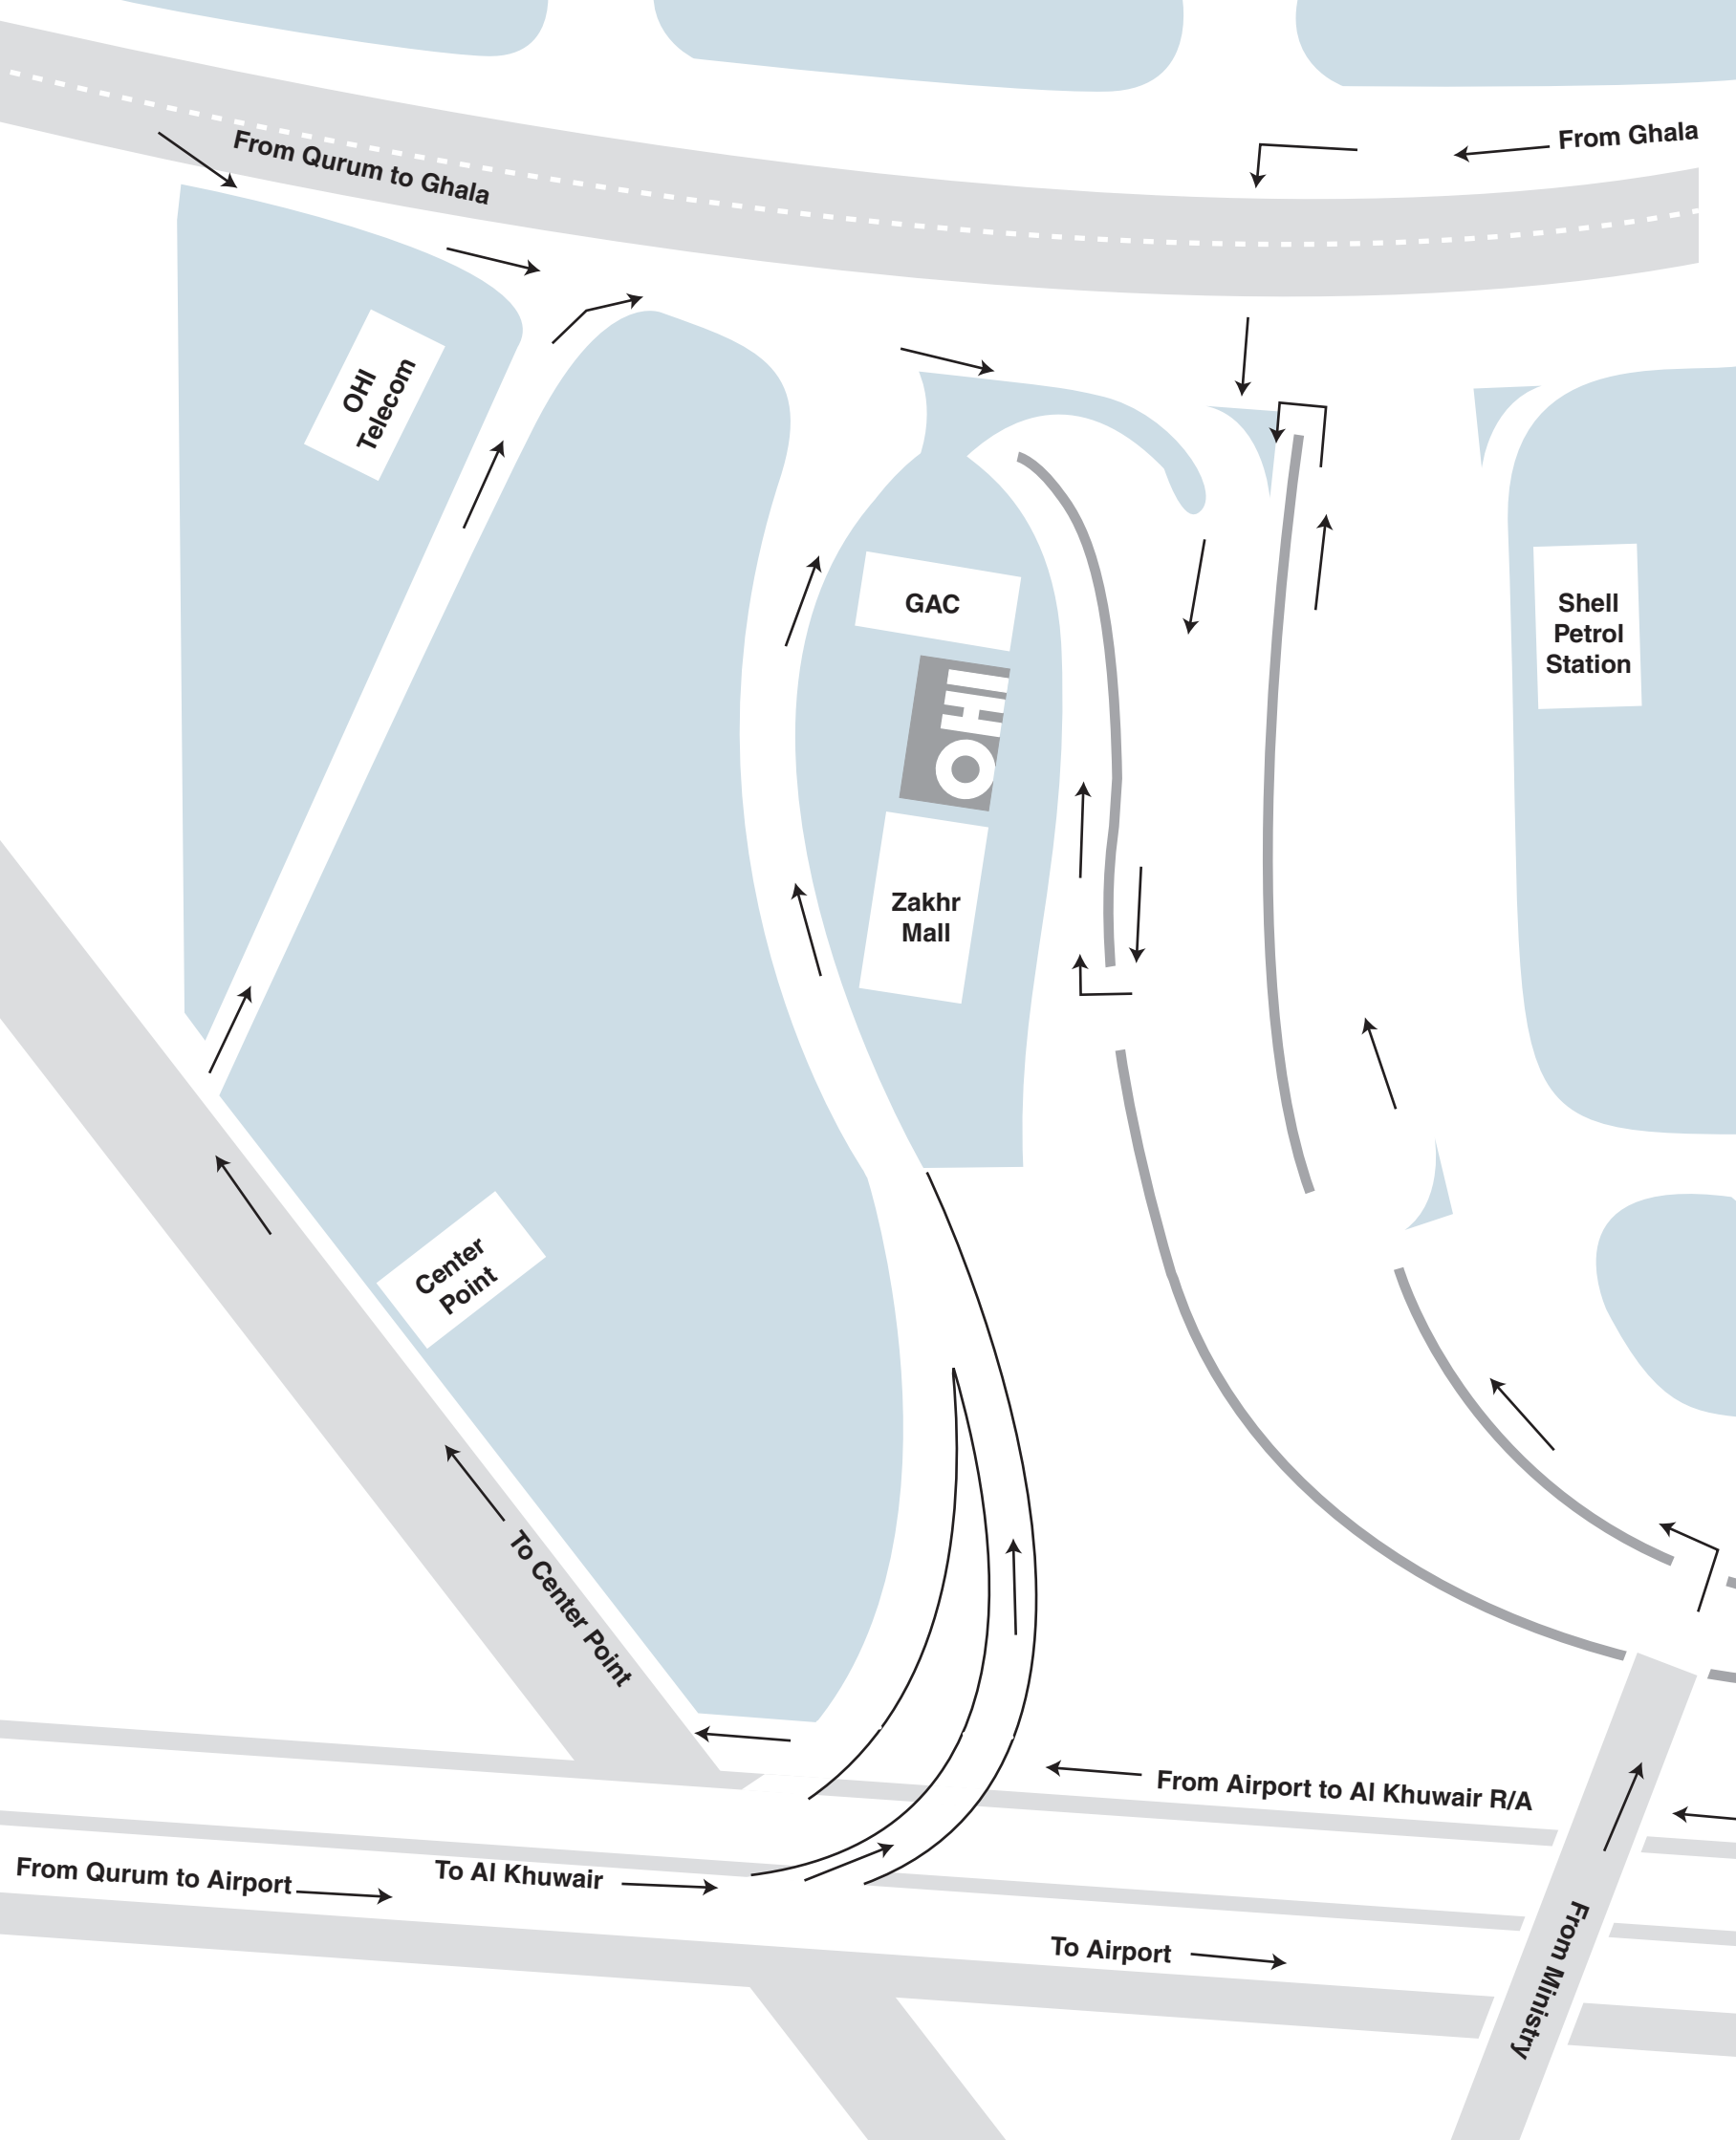 From Ghala
From Qurum to Ghala
OHI
Telecom
GAC
Shell
Petrol
Station
OHI
Zakhr
Mall
Center
Point
To Center Point
From Airport to Al Khuwair R/A
From Qurum to Airport
To Al Khuwair
To Airport
From Ministry